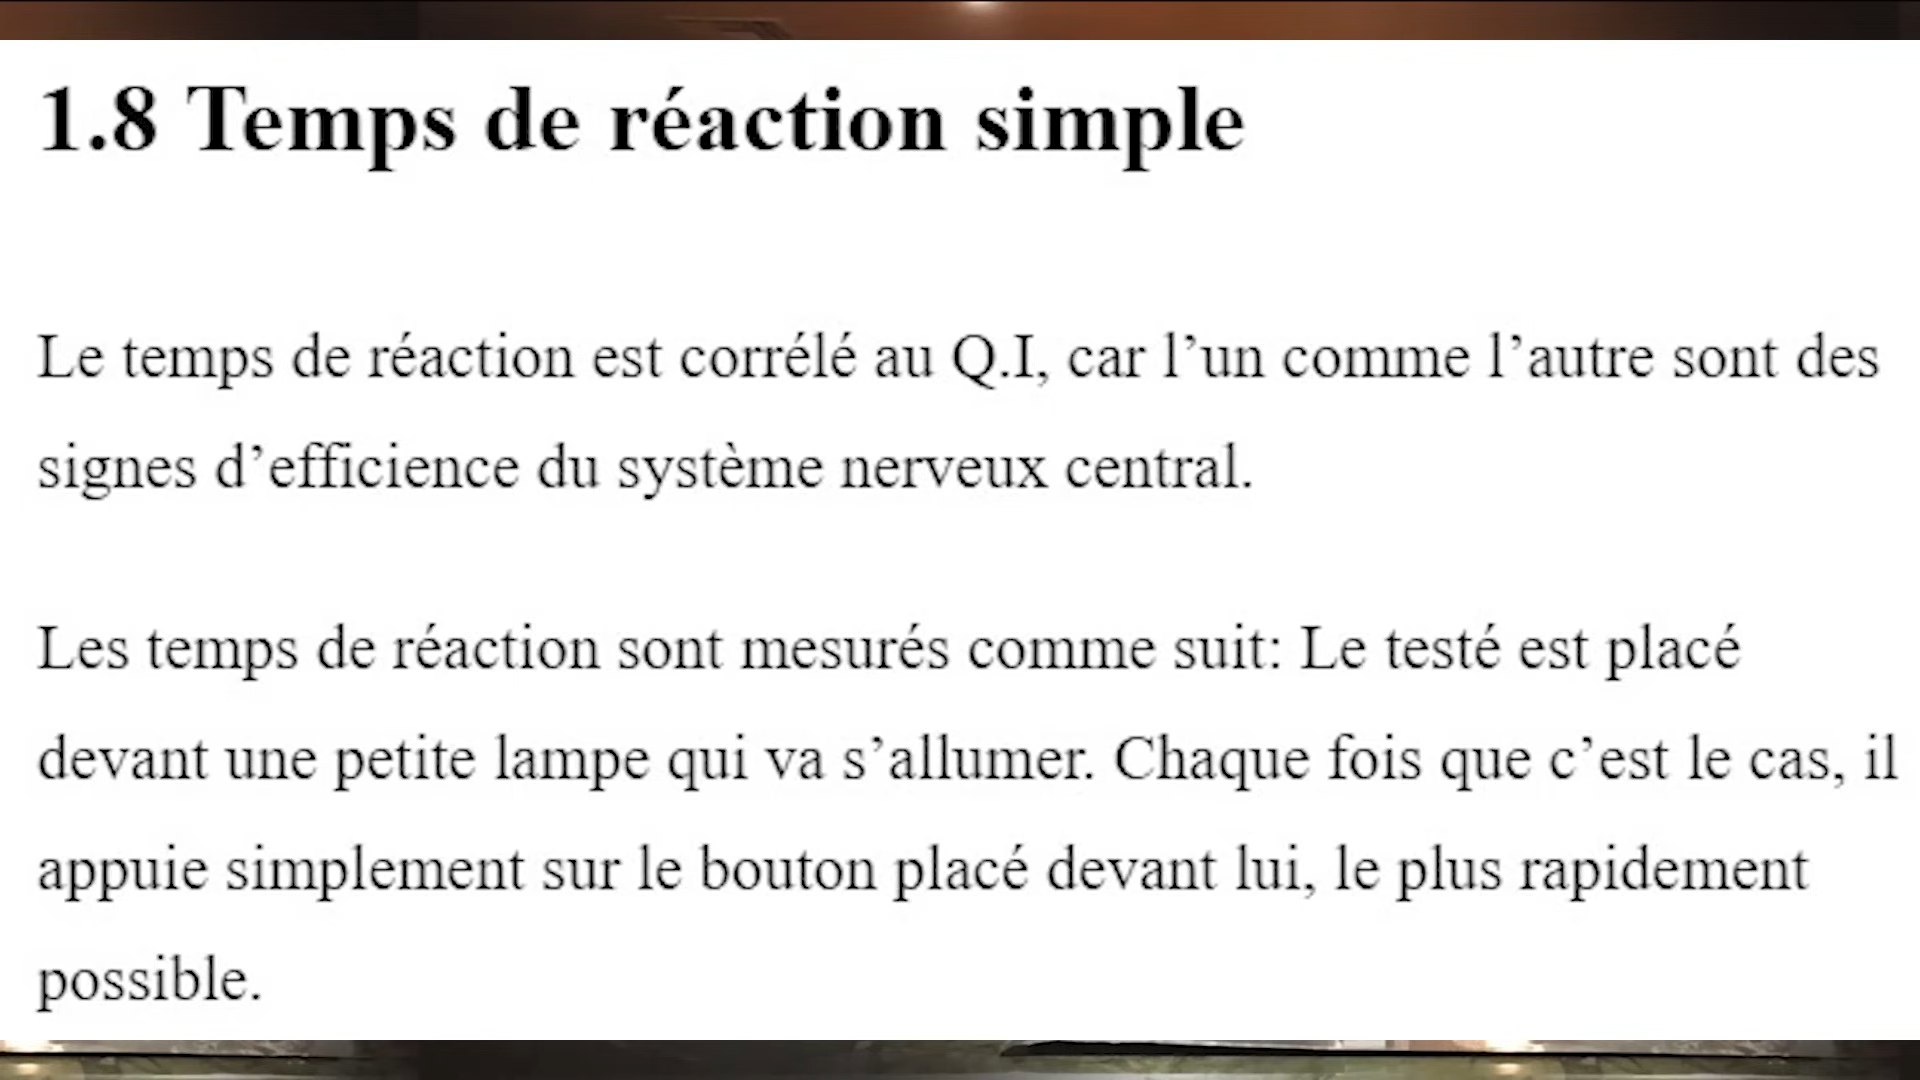 1.8 Temps de réaction simple
Le temps de réaction est corrélé au Q.I, car l’un comme l’autre sont des
signes d’efficience du système nerveux central.
Les temps de réaction sont mesurés comme suit: Le testé est placé
devant une petite lampe qui va s’allumer. Chaque fois que c’est le cas, il
appuie simplement sur le bouton placé devant lui, le plus rapidement
possible.